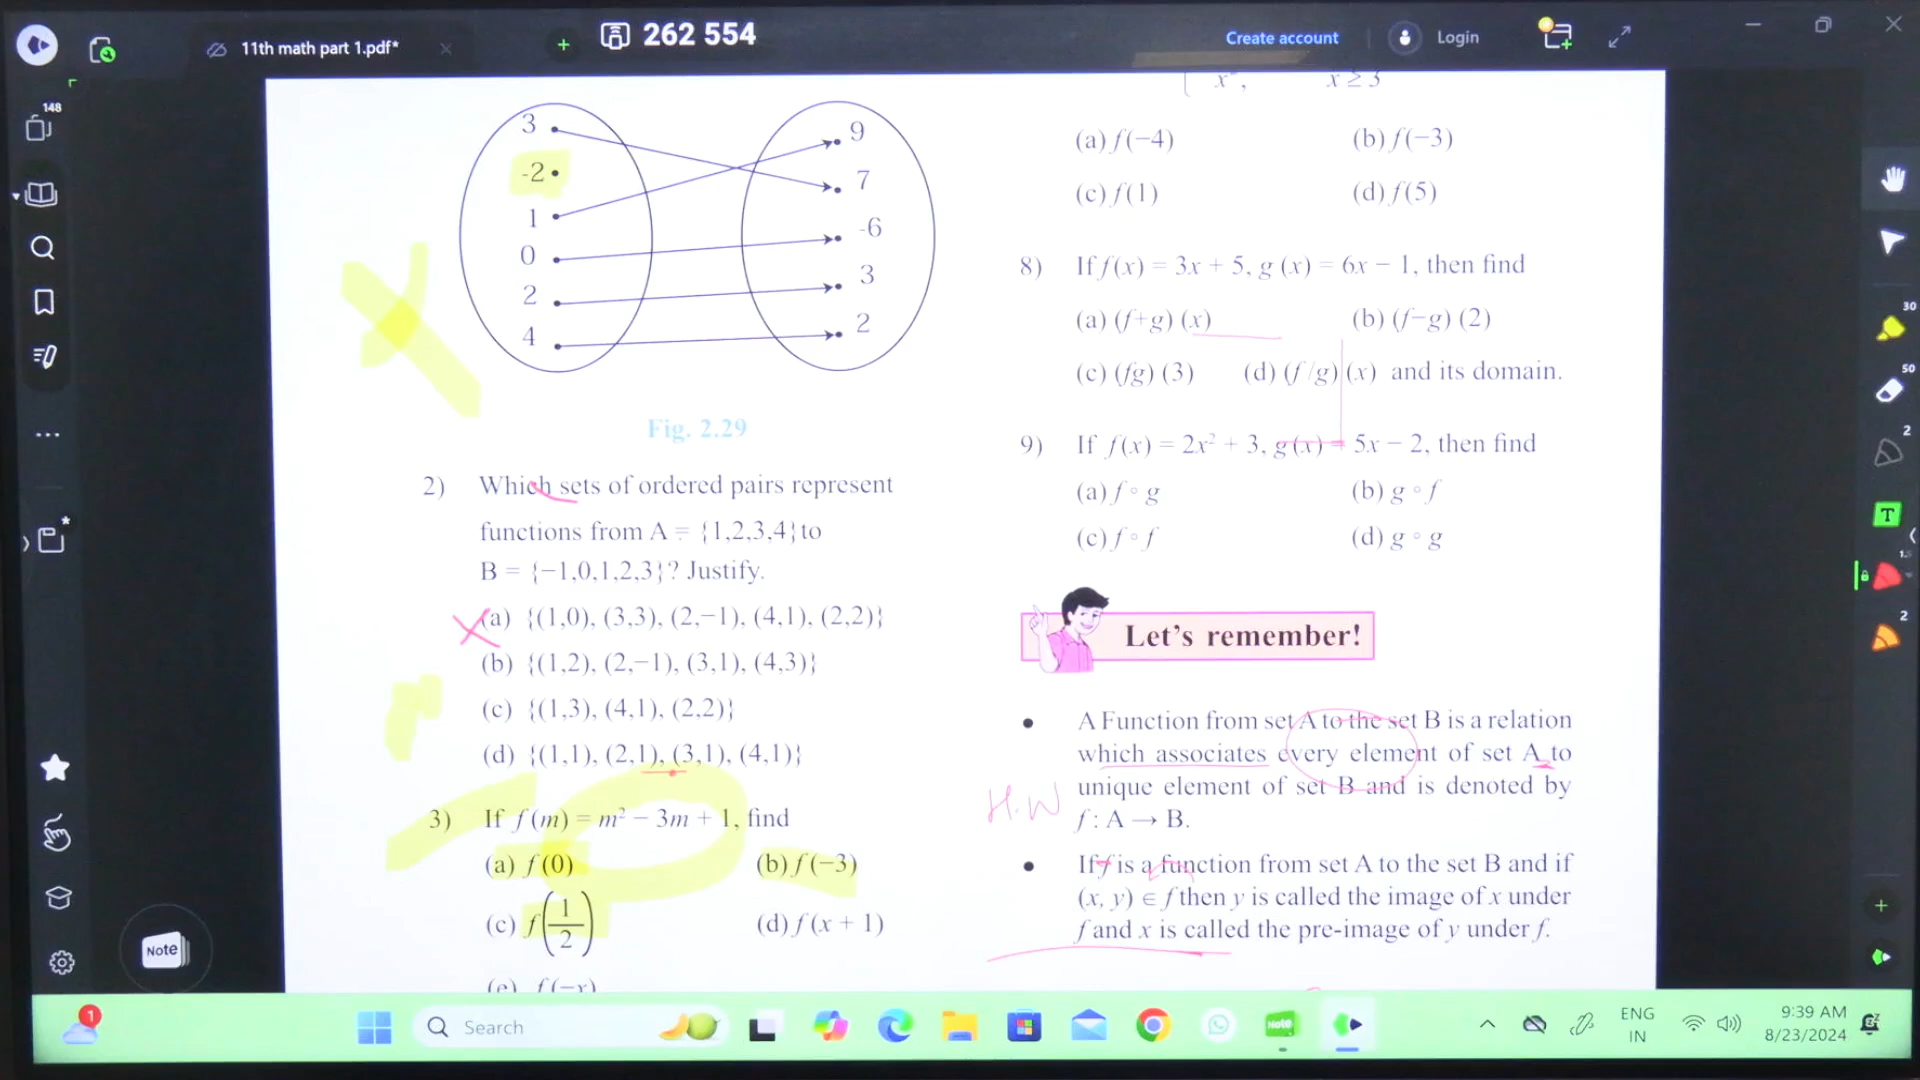 11th math part 1.pdf*
262 554
Create account
Login
148
3
-2
1
0
2
4
9
7
-6
3
2
Fig. 2.29
2) Which sets of ordered pairs represent
functions from A = {1,2,3,4} to
B = {−1,0,1,2,3}? Justify.
(a) {(1,0), (3,3), (2,−1), (4,1), (2,2)}
(b) {(1,2), (2,−1), (3,1), (4,3)}
(c) {(1,3), (4,1), (2,2)}
(d) {(1,1), (2,1), (3,1), (4,1)}
3) If f(m) = m² − 3m + 1, find
(a) f(0) (b) f(−3)
(c) f(1/2) (d) f(x + 1)
(e) f(−x)
x², x ≥ 3
(a) f(−4) (b) f(−3)
(c) f(1) (d) f(5)
8) If f(x) = 3x + 5, g (x) = 6x − 1, then find
(a) (f+g) (x) (b) (f−g) (2)
(c) (fg) (3) (d) (f/g) (x) and its domain.
9) If f(x) = 2x² + 3, g (x) = 5x − 2, then find
(a) f ∘ g (b) g ∘ f
(c) f ∘ f (d) g ∘ g
Let's remember!
• A Function from set A to the set B is a relation
which associates every element of set A to
unique element of set B and is denoted by
f : A → B.
H.W
• If f is a function from set A to the set B and if
(x, y) ∈ f then y is called the image of x under
f and x is called the pre-image of y under f.
30
50
2
T
2
Note
1
Search
Note
ENG
IN
9:39 AM
8/23/2024